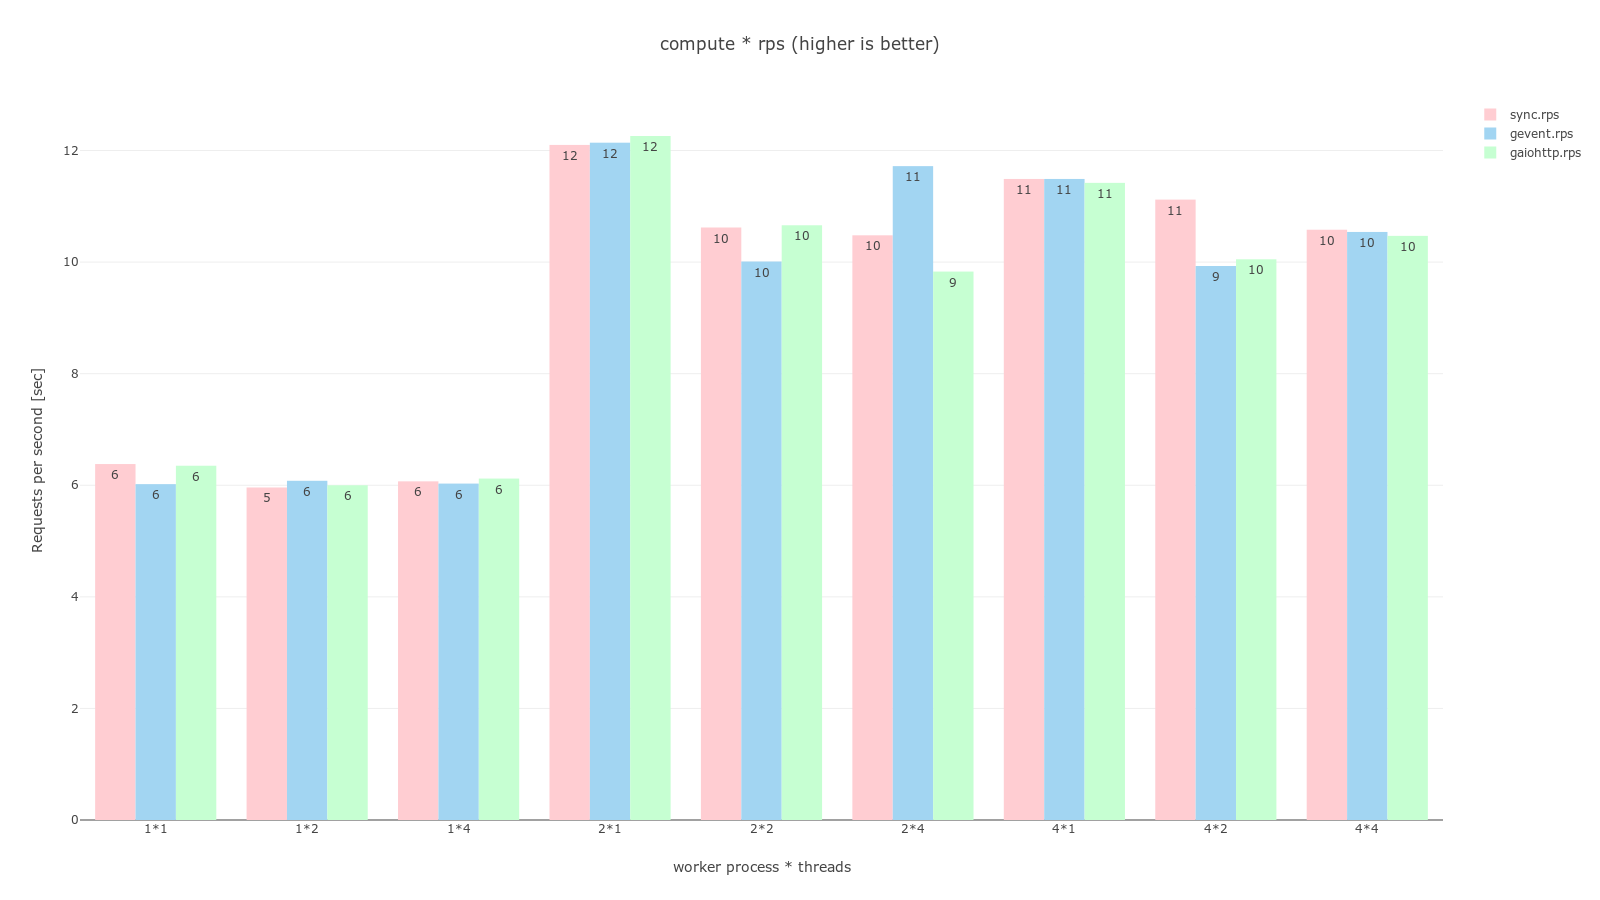 compute * rps (higher is better)
sync.rps
gevent.rps
gaiohttp.rps
Requests per second [sec]
12
10
8
6
4
2
0
6 6 6 5 6 6 6 6 6 12 12 12 10 10 10 10 11 9 11 11 11 11 9 10 10 10 10
1*1 1*2 1*4 2*1 2*2 2*4 4*1 4*2 4*4
worker process * threads